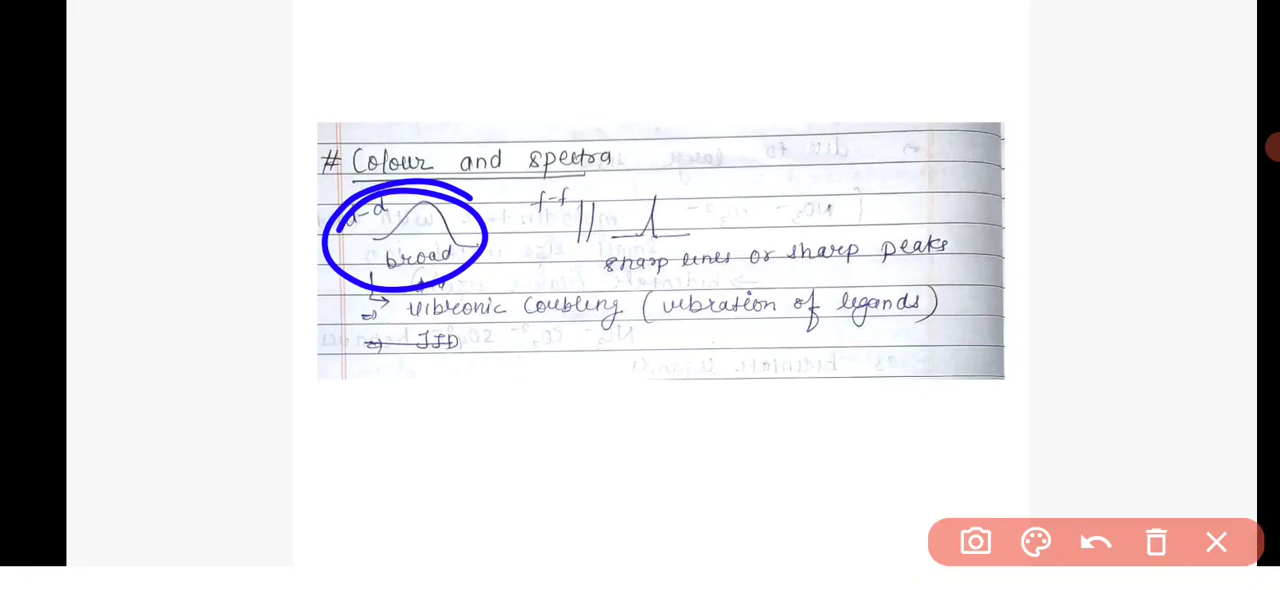 # Colour and spectra
d-d f-f
broad sharp lines or sharp peaks
vibronic coupling (vibration of ligands)
JTD